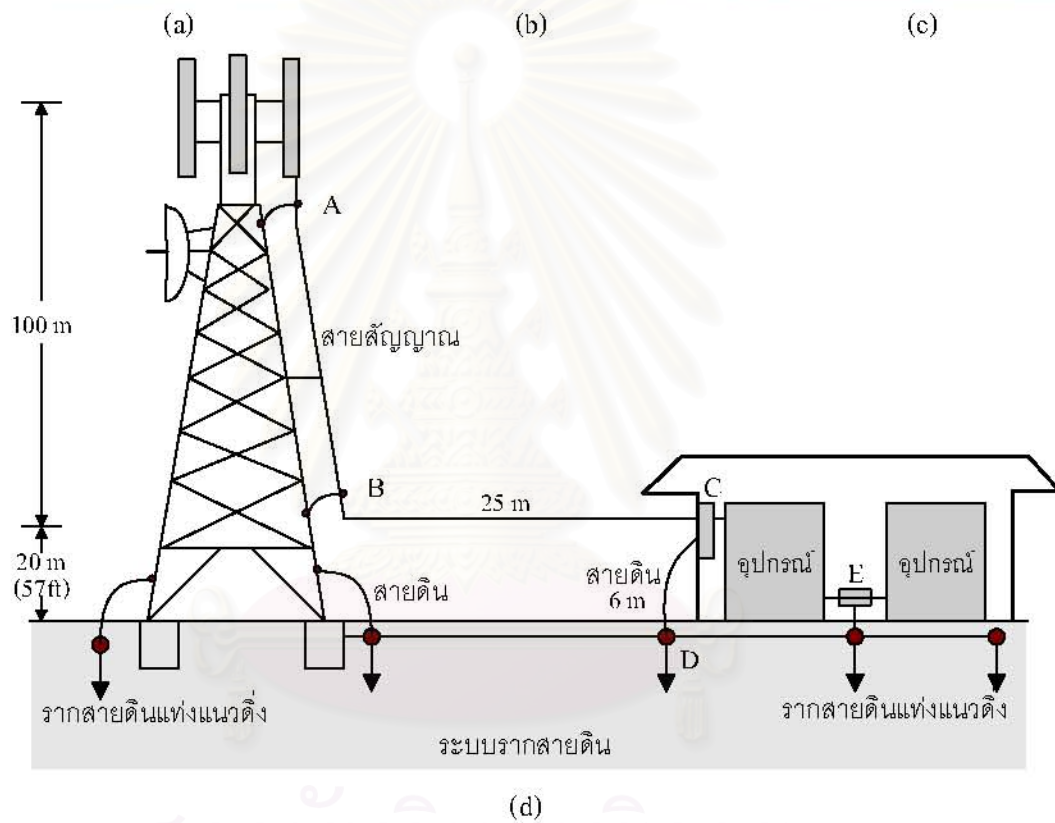 (a)
(b)
(c)
A
100 m
สายสัญญาณ
B
25 m
C
20 m
(57ft)
สายดิน
สายดิน
6 m
อุปกรณ์
E
อุปกรณ์
D
รากสายดินแท่งแนวดิ่ง
รากสายดินแท่งแนวดิ่ง
ระบบรากสายดิน
(d)